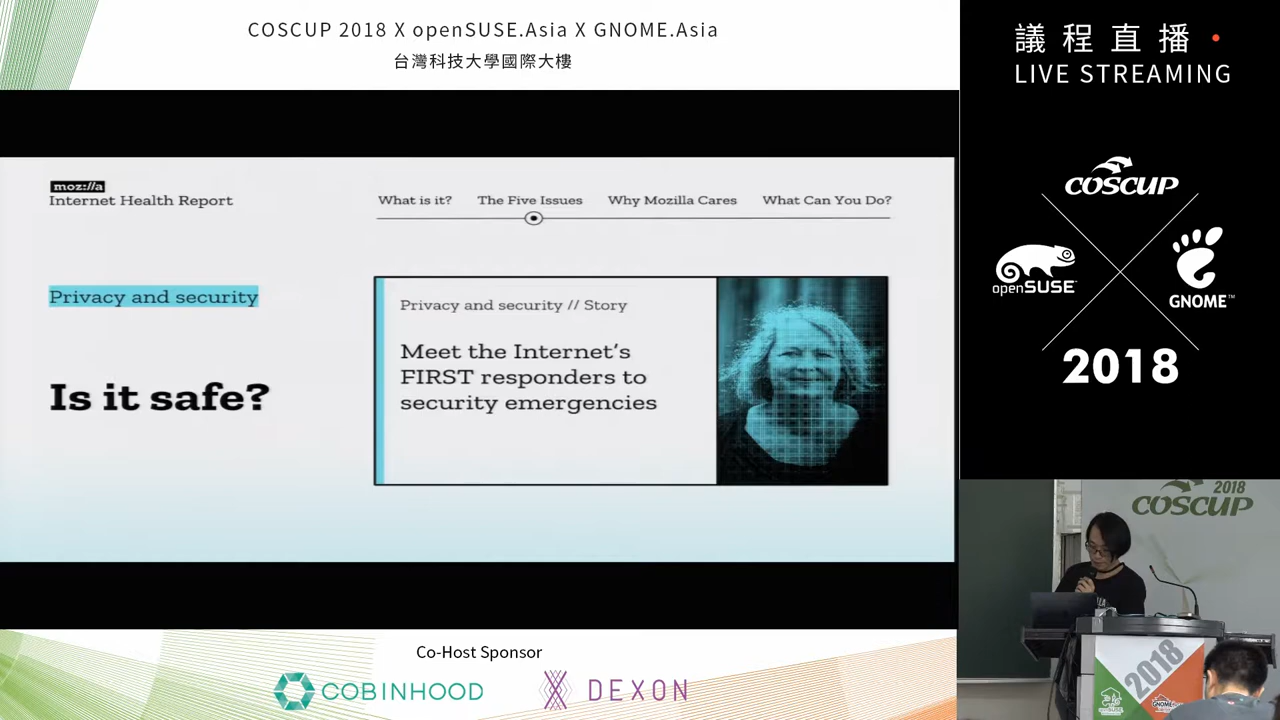 COSCUP 2018 X openSUSE.Asia X GNOME.Asia
台灣科技大學國際大樓
議程直播
LIVE STREAMING
moz://a
Internet Health Report
What is it?
The Five Issues
Why Mozilla Cares
What Can You Do?
Privacy and security
Is it safe?
Privacy and security // Story
Meet the Internet's
FIRST responders to
security emergencies
COSCUP
openSUSE
GNOME™
2018
2018
COSCUP
2018
Co-Host Sponsor
COBINHOOD
DEXON